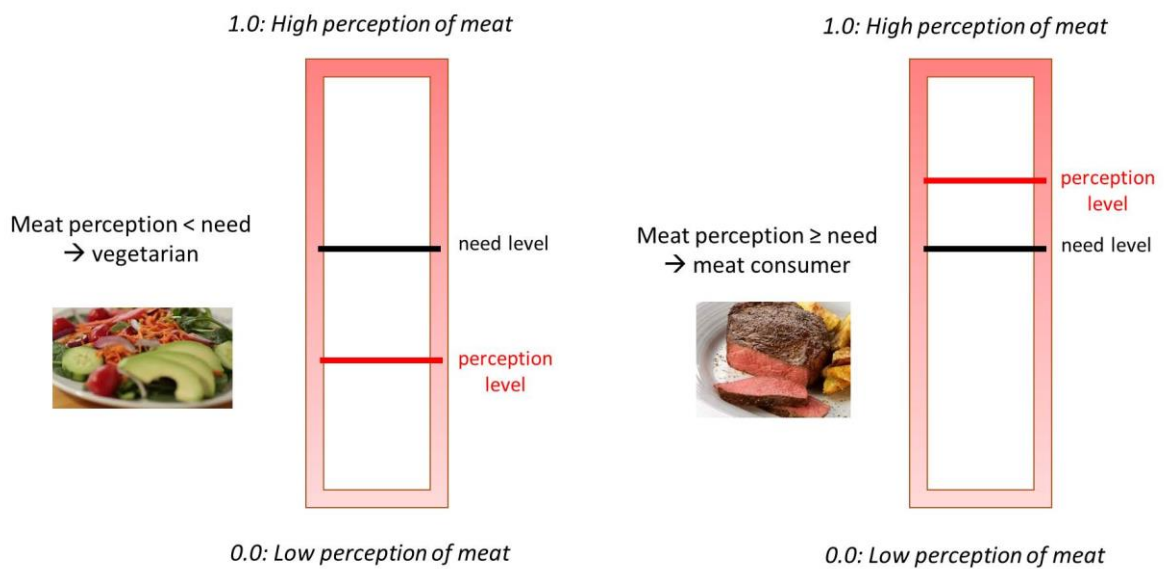 1.0: High perception of meat
Meat perception < need
→ vegetarian
need level
perception
level
0.0: Low perception of meat
1.0: High perception of meat
Meat perception ≥ need
→ meat consumer
perception
level
need level
0.0: Low perception of meat